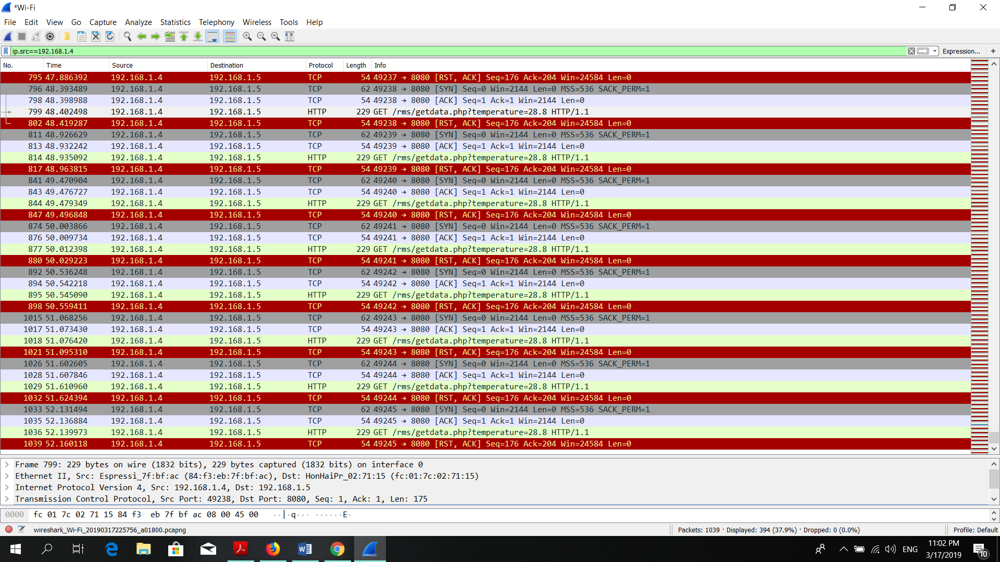 *Wi-Fi
File Edit View Go Capture Analyze Statistics Telephony Wireless Tools Help
ip.src==192.168.1.4 Expression... +
No. Time Source Destination Protocol Length Info
795 47.886392 192.168.1.4 192.168.1.5 TCP 54 49237 → 8080 [RST, ACK] Seq=176 Ack=204 Win=24584 Len=0
796 48.393489 192.168.1.4 192.168.1.5 TCP 62 49238 → 8080 [SYN] Seq=0 Win=2144 Len=0 MSS=536 SACK_PERM=1
798 48.398988 192.168.1.4 192.168.1.5 TCP 54 49238 → 8080 [ACK] Seq=1 Ack=1 Win=2144 Len=0
799 48.402498 192.168.1.4 192.168.1.5 HTTP 229 GET /rms/getdata.php?temperature=28.8 HTTP/1.1
802 48.419287 192.168.1.4 192.168.1.5 TCP 54 49238 → 8080 [RST, ACK] Seq=176 Ack=204 Win=24584 Len=0
811 48.926629 192.168.1.4 192.168.1.5 TCP 62 49239 → 8080 [SYN] Seq=0 Win=2144 Len=0 MSS=536 SACK_PERM=1
813 48.932242 192.168.1.4 192.168.1.5 TCP 54 49239 → 8080 [ACK] Seq=1 Ack=1 Win=2144 Len=0
814 48.935092 192.168.1.4 192.168.1.5 HTTP 229 GET /rms/getdata.php?temperature=28.8 HTTP/1.1
817 48.963815 192.168.1.4 192.168.1.5 TCP 54 49239 → 8080 [RST, ACK] Seq=176 Ack=204 Win=24584 Len=0
841 49.470904 192.168.1.4 192.168.1.5 TCP 62 49240 → 8080 [SYN] Seq=0 Win=2144 Len=0 MSS=536 SACK_PERM=1
843 49.476727 192.168.1.4 192.168.1.5 TCP 54 49240 → 8080 [ACK] Seq=1 Ack=1 Win=2144 Len=0
844 49.479349 192.168.1.4 192.168.1.5 HTTP 229 GET /rms/getdata.php?temperature=28.8 HTTP/1.1
847 49.496848 192.168.1.4 192.168.1.5 TCP 54 49240 → 8080 [RST, ACK] Seq=176 Ack=204 Win=24584 Len=0
874 50.003866 192.168.1.4 192.168.1.5 TCP 62 49241 → 8080 [SYN] Seq=0 Win=2144 Len=0 MSS=536 SACK_PERM=1
876 50.009734 192.168.1.4 192.168.1.5 TCP 54 49241 → 8080 [ACK] Seq=1 Ack=1 Win=2144 Len=0
877 50.012398 192.168.1.4 192.168.1.5 HTTP 229 GET /rms/getdata.php?temperature=28.8 HTTP/1.1
880 50.029223 192.168.1.4 192.168.1.5 TCP 54 49241 → 8080 [RST, ACK] Seq=176 Ack=204 Win=24584 Len=0
892 50.536248 192.168.1.4 192.168.1.5 TCP 62 49242 → 8080 [SYN] Seq=0 Win=2144 Len=0 MSS=536 SACK_PERM=1
894 50.542218 192.168.1.4 192.168.1.5 TCP 54 49242 → 8080 [ACK] Seq=1 Ack=1 Win=2144 Len=0
895 50.545090 192.168.1.4 192.168.1.5 HTTP 229 GET /rms/getdata.php?temperature=28.8 HTTP/1.1
898 50.559411 192.168.1.4 192.168.1.5 TCP 54 49242 → 8080 [RST, ACK] Seq=176 Ack=204 Win=24584 Len=0
1015 51.068256 192.168.1.4 192.168.1.5 TCP 62 49243 → 8080 [SYN] Seq=0 Win=2144 Len=0 MSS=536 SACK_PERM=1
1017 51.073430 192.168.1.4 192.168.1.5 TCP 54 49243 → 8080 [ACK] Seq=1 Ack=1 Win=2144 Len=0
1018 51.076420 192.168.1.4 192.168.1.5 HTTP 229 GET /rms/getdata.php?temperature=28.8 HTTP/1.1
1021 51.095310 192.168.1.4 192.168.1.5 TCP 54 49243 → 8080 [RST, ACK] Seq=176 Ack=204 Win=24584 Len=0
1026 51.602605 192.168.1.4 192.168.1.5 TCP 62 49244 → 8080 [SYN] Seq=0 Win=2144 Len=0 MSS=536 SACK_PERM=1
1028 51.607846 192.168.1.4 192.168.1.5 TCP 54 49244 → 8080 [ACK] Seq=1 Ack=1 Win=2144 Len=0
1029 51.610960 192.168.1.4 192.168.1.5 HTTP 229 GET /rms/getdata.php?temperature=28.8 HTTP/1.1
1032 51.624394 192.168.1.4 192.168.1.5 TCP 54 49244 → 8080 [RST, ACK] Seq=176 Ack=204 Win=24584 Len=0
1033 52.131494 192.168.1.4 192.168.1.5 TCP 62 49245 → 8080 [SYN] Seq=0 Win=2144 Len=0 MSS=536 SACK_PERM=1
1035 52.136884 192.168.1.4 192.168.1.5 TCP 54 49245 → 8080 [ACK] Seq=1 Ack=1 Win=2144 Len=0
1036 52.139973 192.168.1.4 192.168.1.5 HTTP 229 GET /rms/getdata.php?temperature=28.8 HTTP/1.1
1039 52.160118 192.168.1.4 192.168.1.5 TCP 54 49245 → 8080 [RST, ACK] Seq=176 Ack=204 Win=24584 Len=0
Frame 799: 229 bytes on wire (1832 bits), 229 bytes captured (1832 bits) on interface 0
Ethernet II, Src: Espressi_7f:bf:ac (84:f3:eb:7f:bf:ac), Dst: HonHaiPr_02:71:15 (fc:01:7c:02:71:15)
Internet Protocol Version 4, Src: 192.168.1.4, Dst: 192.168.1.5
Transmission Control Protocol, Src Port: 49238, Dst Port: 8080, Seq: 1, Ack: 1, Len: 175
0000 fc 01 7c 02 71 15 84 f3 eb 7f bf ac 08 00 45 00 ··|·q··· ······E·
wireshark_Wi-Fi_20190317225756_a01800.pcapng Packets: 1039 · Displayed: 394 (37.9%) · Dropped: 0 (0.0%) Profile: Default
ENG 11:02 PM
3/17/2019 10